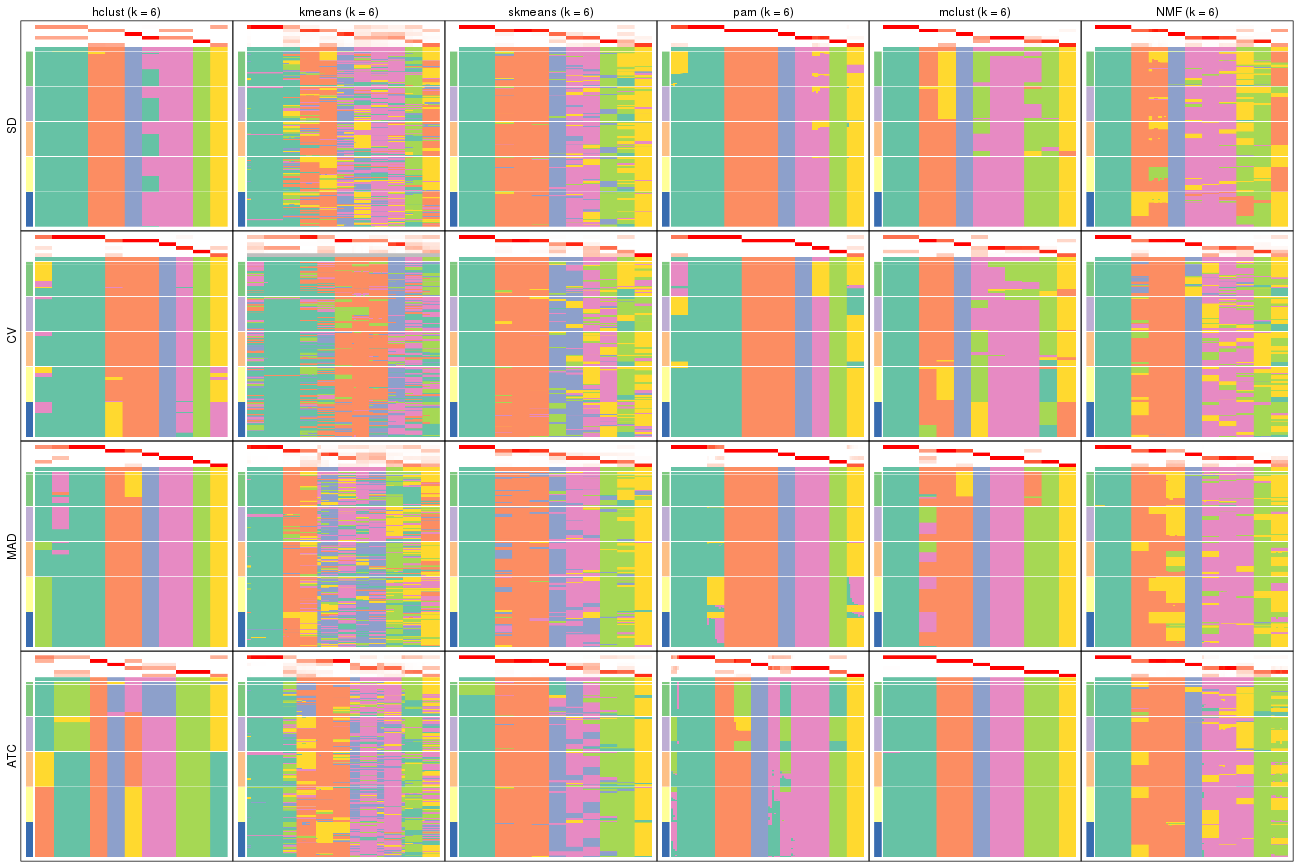 hclust (k = 6) kmeans (k = 6) skmeans (k = 6) pam (k = 6) mclust (k = 6) NMF (k = 6)
SD
CV
MAD
ATC